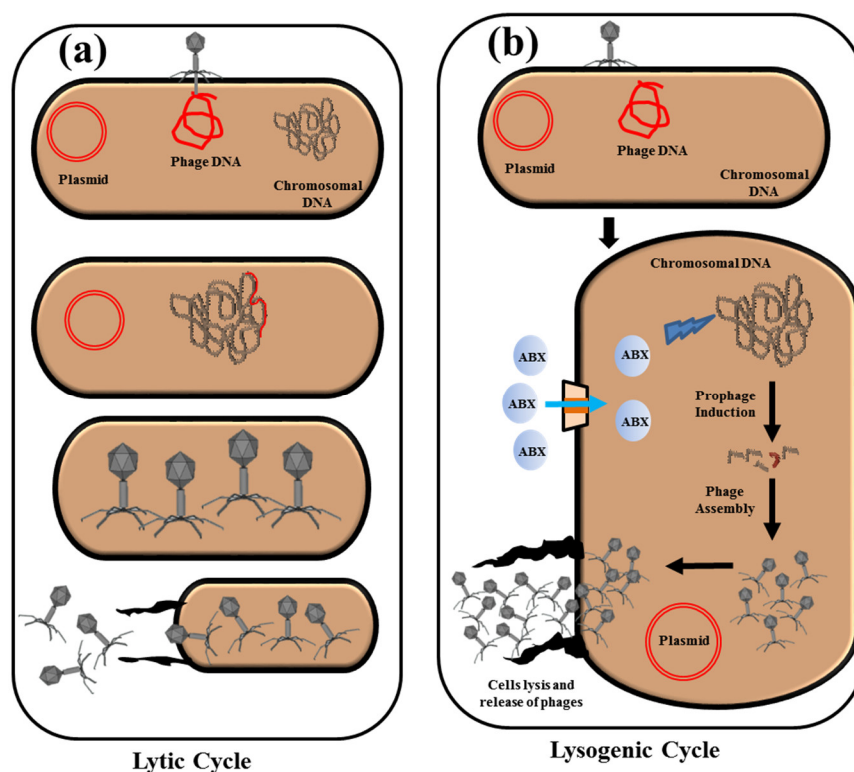 (a)
Plasmid
Phage DNA
Chromosomal
DNA
Lytic Cycle
(b)
Plasmid
Phage DNA
Chromosomal
DNA
Chromosomal DNA
ABX
ABX
ABX
ABX
ABX
Prophage
Induction
Phage
Assembly
Plasmid
Cells lysis and
release of phages
Lysogenic Cycle